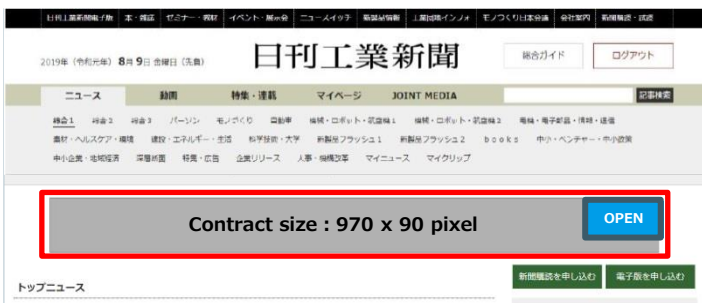 日刊工業新聞電子版 本・雑誌 セミナー・教材 イベント・展示会 ニュースイッチ 新製品情報 工業団地インフォ モノづくり日本会議 会社案内 新聞購読・試読
2019年（令和元年）8月9日 金曜日（先負） 日刊工業新聞 総合ガイド ログアウト
ニュース 動画 特集・連載 マイページ JOINT MEDIA 記事検索
総合1 総合2 総合3 パーソン モノづくり 自動車 機械・ロボット・航空機1 機械・ロボット・航空機2 電機・電子部品・情報・通信
素材・ヘルスケア・環境 建設・エネルギー・生活 科学技術・大学 新製品フラッシュ1 新製品フラッシュ2 books 中小・ベンチャー・中小政策
中小企業・地域経済 深層断面 特集・広告 企業リリース 人事・機構改革 マイニュース マイクリップ
Contract size : 970 x 90 pixel OPEN
新聞購読を申し込む 電子版を申し込む
トップニュース